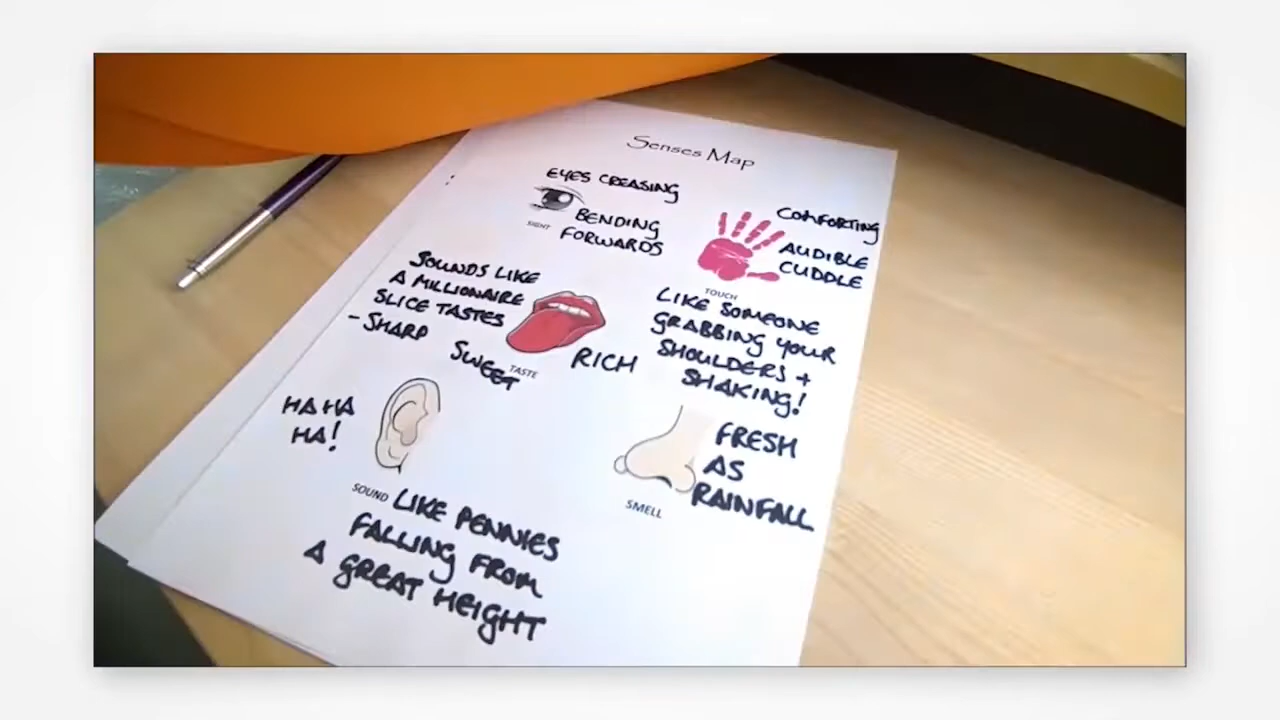 Senses Map
EYES CREASING
SIGHT
BENDING
FORWARDS
COMFORTING
AUDIBLE
CUDDLE
TOUCH
LIKE SOMEONE
GRABBING YOUR
SHOULDERS +
SHAKING!
SOUNDS LIKE
A MILLIONAIRE
SLICE TASTES
- SHARP
SWEET
TASTE
RICH
HA HA
HA!
SOUND
LIKE PENNIES
FALLING FROM
A GREAT HEIGHT
FRESH
AS
RAINFALL
SMELL